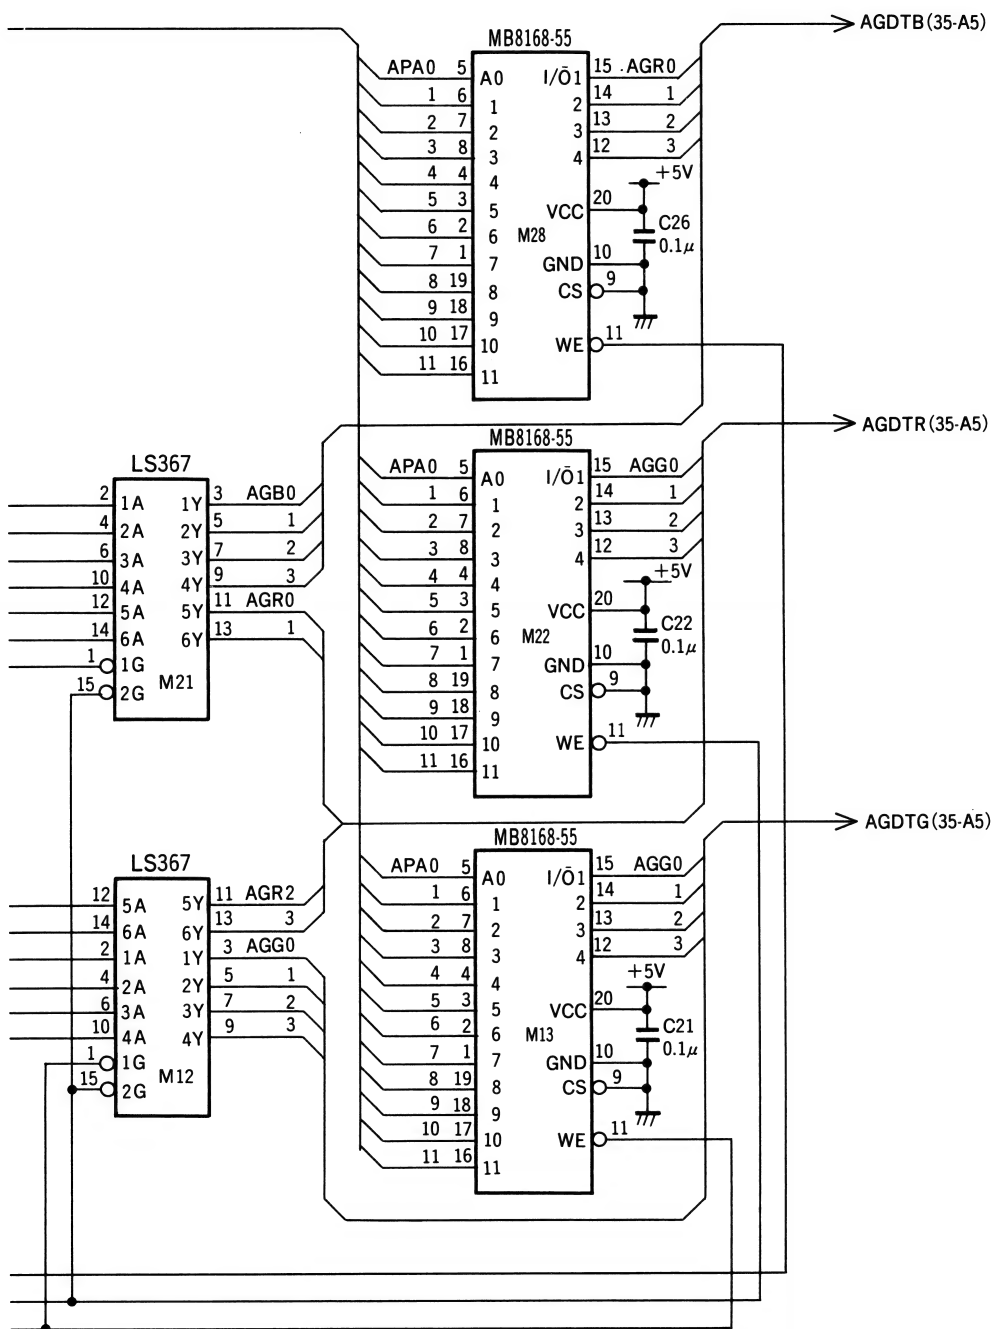 AGDTB(35-A5)
MB8168-55
APA0 5 A0 I/Ō1 15 .AGR0
1 6 1 2 14 1
2 7 2 3 13 2
3 8 3 4 12 3
4 4 4 +5V
5 3 5 VCC 20
6 2 6 M28 C26
7 1 7 GND 10 0.1μ
8 19 8 CS 9
9 18 9
10 17 10 WE 11
11 16 11
AGDTR(35-A5)
MB8168-55
APA0 5 A0 I/Ō1 15 AGG0
1 6 1 2 14 1
2 7 2 3 13 2
3 8 3 4 12 3
4 4 4 +5V
5 3 5 VCC 20
6 2 6 M22 C22
7 1 7 GND 10 0.1μ
8 19 8 CS 9
9 18 9
10 17 10 WE 11
11 16 11
LS367
2 1A 1Y 3 AGB0
4 2A 2Y 5 1
6 3A 3Y 7 2
10 4A 4Y 9 3
12 5A 5Y 11 AGR0
14 6A 6Y 13 1
1 1G
15 2G M21
AGDTG(35-A5)
MB8168-55
APA0 5 A0 I/Ō1 15 AGG0
1 6 1 2 14 1
2 7 2 3 13 2
3 8 3 4 12 3
4 4 4 +5V
5 3 5 VCC 20
6 2 6 M13 C21
7 1 7 GND 10 0.1μ
8 19 8 CS 9
9 18 9
10 17 10 WE 11
11 16 11
LS367
12 5A 5Y 11 AGR2
14 6A 6Y 13 3
2 1A 1Y 3 AGG0
4 2A 2Y 5 1
6 3A 3Y 7 2
10 4A 4Y 9 3
1 1G
15 2G M12